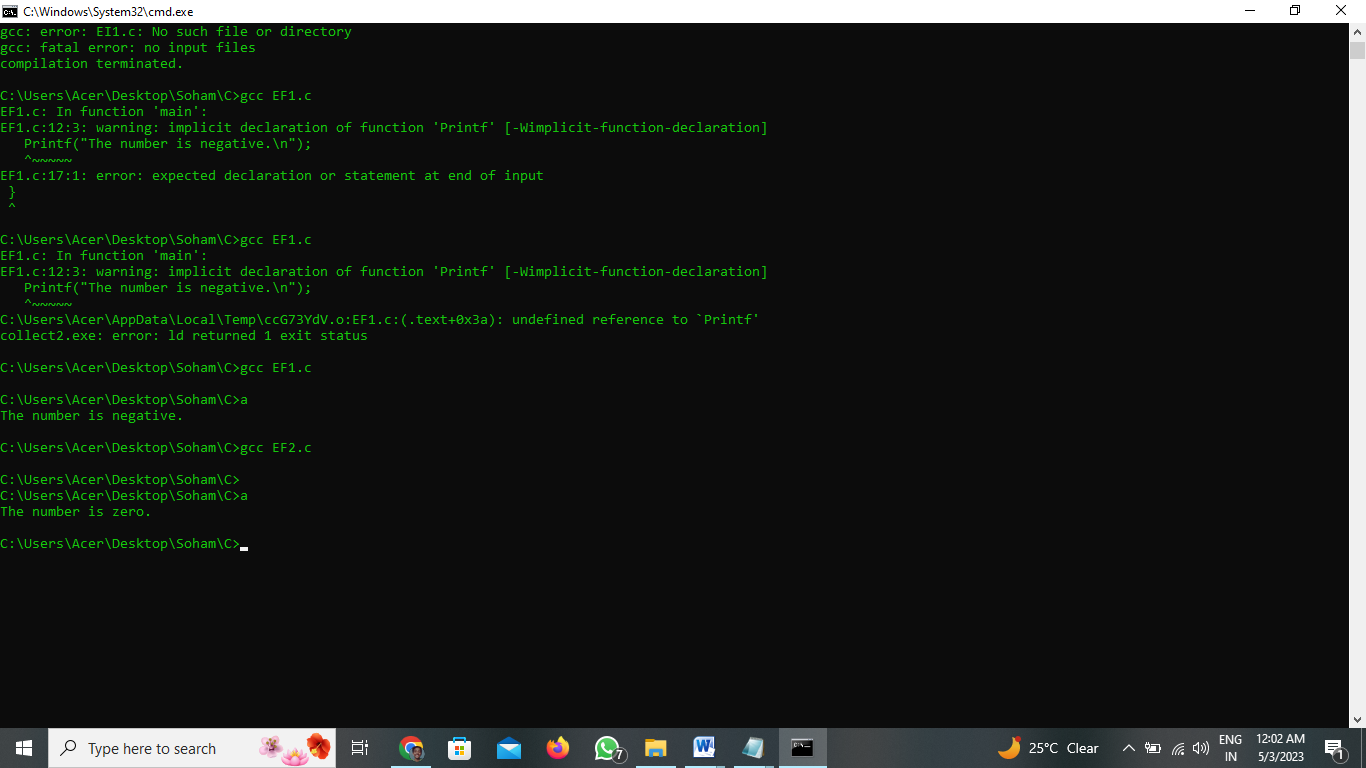 C:\Windows\System32\cmd.exe
gcc: error: EI1.c: No such file or directory
gcc: fatal error: no input files
compilation terminated.
C:\Users\Acer\Desktop\Soham\C>gcc EF1.c
EF1.c: In function 'main':
EF1.c:12:3: warning: implicit declaration of function 'Printf' [-Wimplicit-function-declaration]
   Printf("The number is negative.\n");
   ^~~~~~
EF1.c:17:1: error: expected declaration or statement at end of input
 }
 ^
C:\Users\Acer\Desktop\Soham\C>gcc EF1.c
EF1.c: In function 'main':
EF1.c:12:3: warning: implicit declaration of function 'Printf' [-Wimplicit-function-declaration]
   Printf("The number is negative.\n");
   ^~~~~~
C:\Users\Acer\AppData\Local\Temp\ccG73YdV.o:EF1.c:(.text+0x3a): undefined reference to `Printf'
collect2.exe: error: ld returned 1 exit status
C:\Users\Acer\Desktop\Soham\C>gcc EF1.c
C:\Users\Acer\Desktop\Soham\C>a
The number is negative.
C:\Users\Acer\Desktop\Soham\C>gcc EF2.c
C:\Users\Acer\Desktop\Soham\C>
C:\Users\Acer\Desktop\Soham\C>a
The number is zero.
C:\Users\Acer\Desktop\Soham\C>
Type here to search
7
W
C:\_
25°C Clear
ENG
IN
12:02 AM
5/3/2023
1